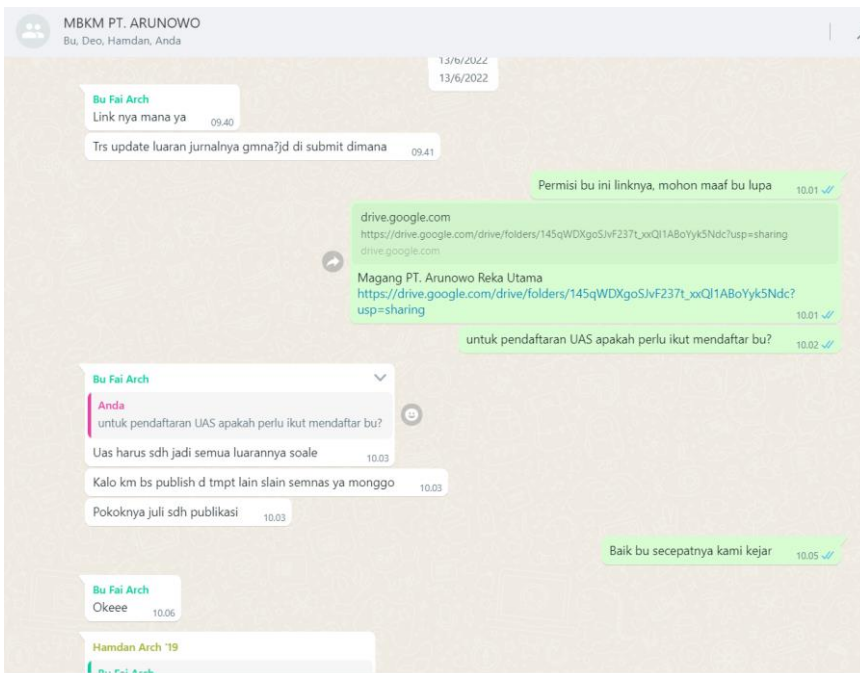 MBKM PT. ARUNOWO
Bu, Deo, Hamdan, Anda
13/6/2022
13/6/2022
Bu Fai Arch
Link nya mana ya 09.40
Trs update luaran jurnalnya gmna?jd di submit dimana 09.41
Permisi bu ini linknya, mohon maaf bu lupa 10.01
drive.google.com
https://drive.google.com/drive/folders/145qWDXgoSJvF237t_xxQI1ABoYyk5Ndc?usp=sharing
drive.google.com
Magang PT. Arunowo Reka Utama
https://drive.google.com/drive/folders/145qWDXgoSJvF237t_xxQI1ABoYyk5Ndc?
usp=sharing 10.01
untuk pendaftaran UAS apakah perlu ikut mendaftar bu? 10.02
Bu Fai Arch
Anda
untuk pendaftaran UAS apakah perlu ikut mendaftar bu?
Uas harus sdh jadi semua luarannya soale 10.03
Kalo km bs publish d tmpt lain slain semnas ya monggo 10.03
Pokoknya juli sdh publikasi 10.03
Baik bu secepatnya kami kejar 10.05
Bu Fai Arch
Okeee 10.06
Hamdan Arch '19
Bu Fai Arch